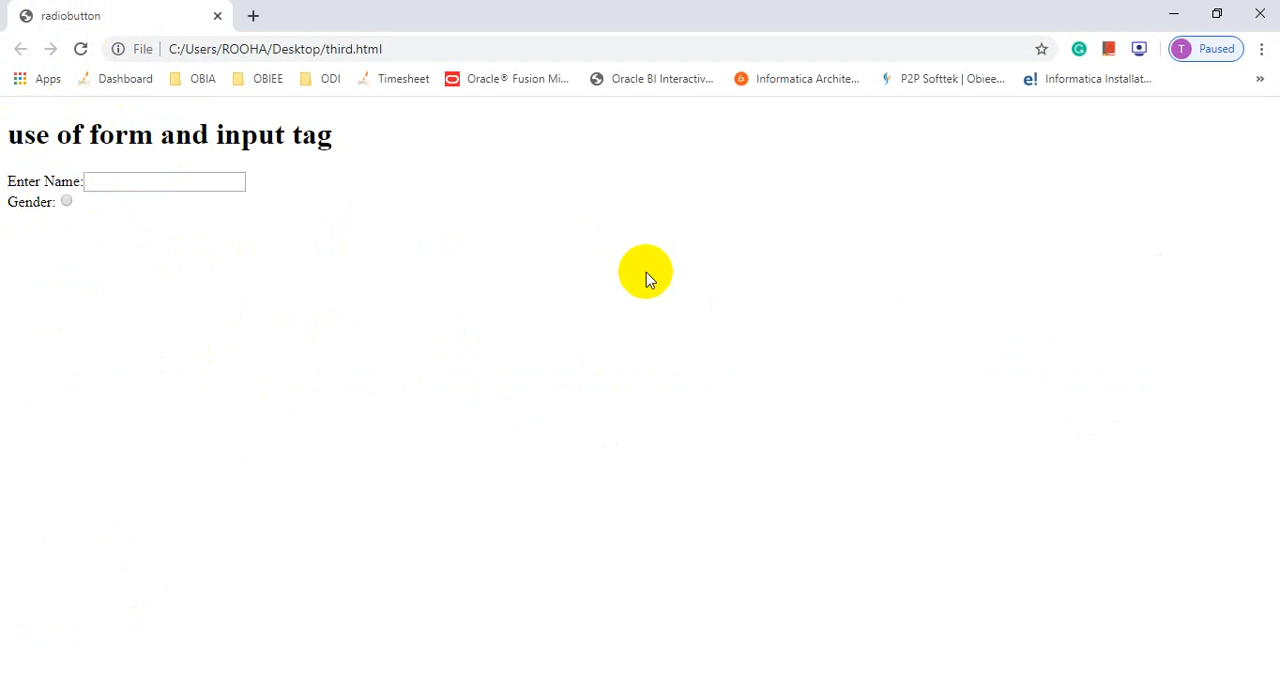 radiobutton
File C:/Users/ROOHA/Desktop/third.html T Paused
Apps Dashboard OBIA OBIEE ODI Timesheet Oracle® Fusion Mi... Oracle BI Interactiv... Informatica Archite... P2P Softtek | Obiee... e! Informatica Installat... »
use of form and input tag
Enter Name:
Gender: